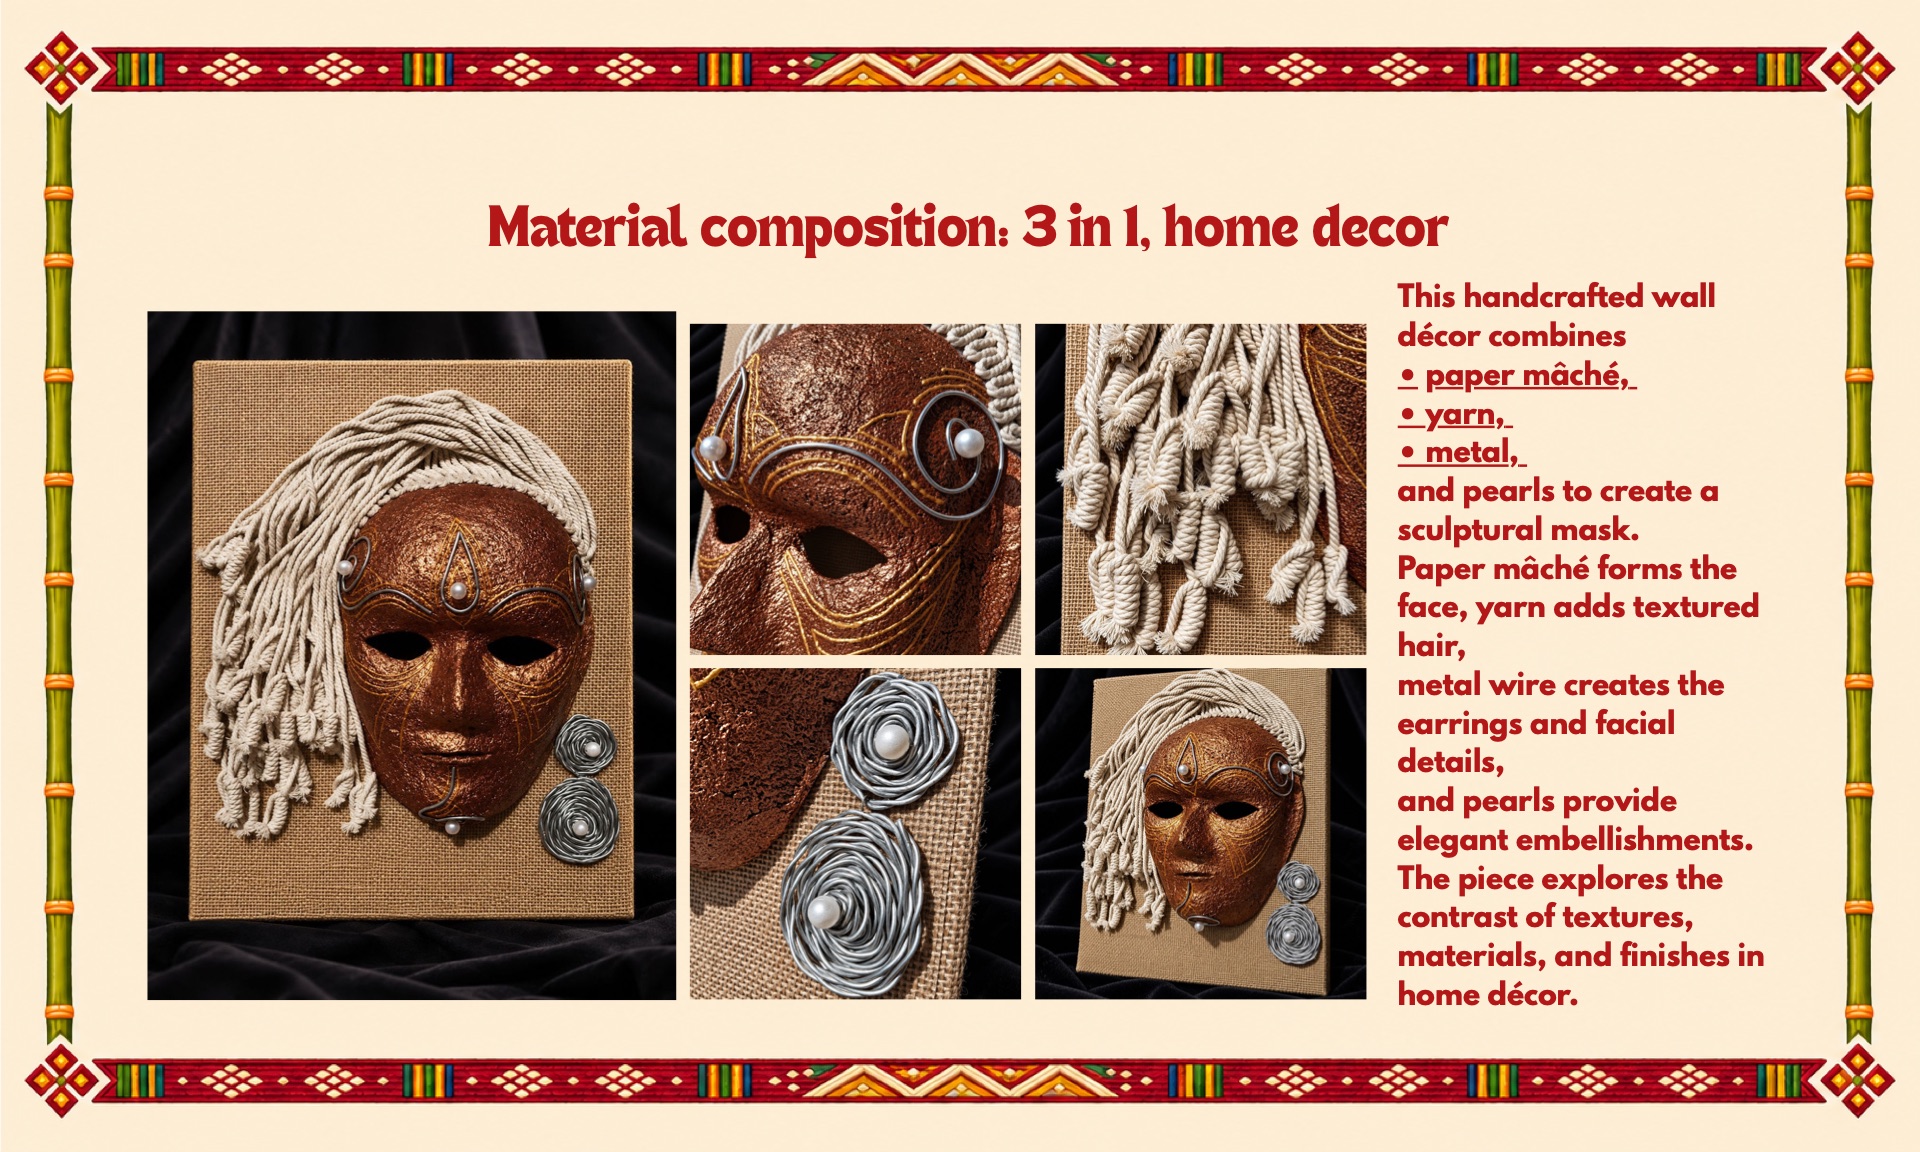 Material composition: 3 in 1, home decor
This handcrafted wall
décor combines
• paper mâché,
• yarn,
• metal,
and pearls to create a
sculptural mask.
Paper mâché forms the
face, yarn adds textured
hair,
metal wire creates the
earrings and facial
details,
and pearls provide
elegant embellishments.
The piece explores the
contrast of textures,
materials, and finishes in
home décor.